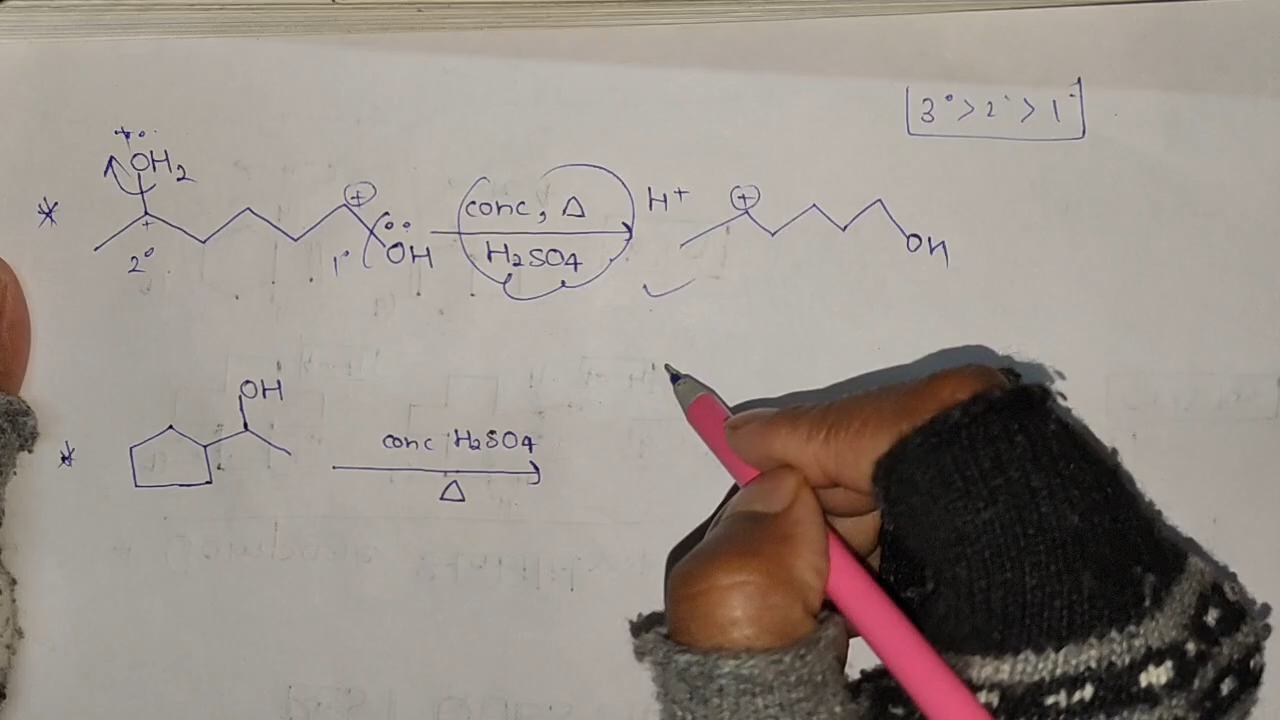 3° > 2° > 1°
+ ..
OH2
* + 2° + 1° OH conc, Δ H2SO4 H+ + OH
OH
* conc H2SO4
Δ